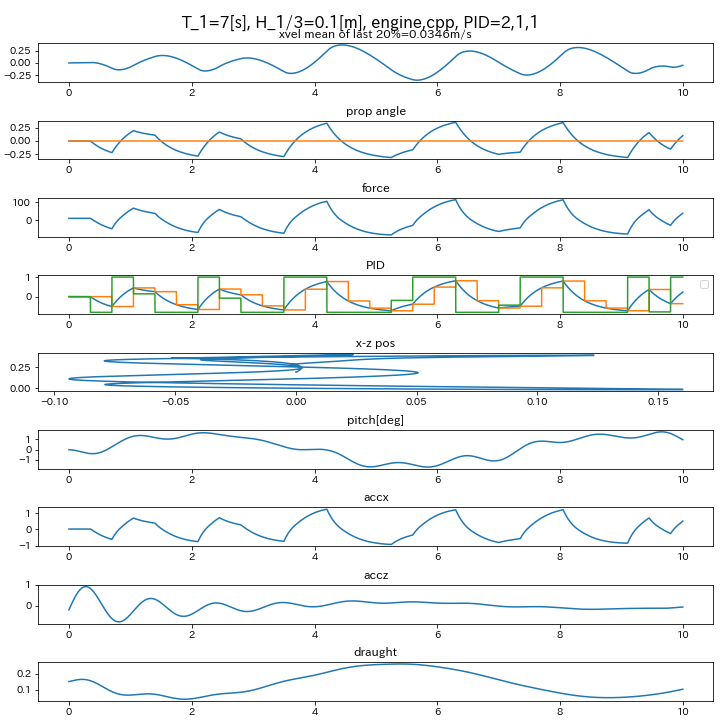 T_1=7[s], H_1/3=0.1[m], engine,cpp, PID=2,1,1
xvel mean of last 20%=0.0346m/s
0.25
0.00
−0.25
0 2 4 6 8 10
prop angle
0.25
0.00
−0.25
0 2 4 6 8 10
force
100
0
0 2 4 6 8 10
PID
1
0
0 2 4 6 8 10
x-z pos
0.25
0.00
−0.10 −0.05 0.00 0.05 0.10 0.15
pitch[deg]
1
0
−1
0 2 4 6 8 10
accx
1
0
−1
0 2 4 6 8 10
accz
1
0
0 2 4 6 8 10
draught
0.2
0.1
0 2 4 6 8 10